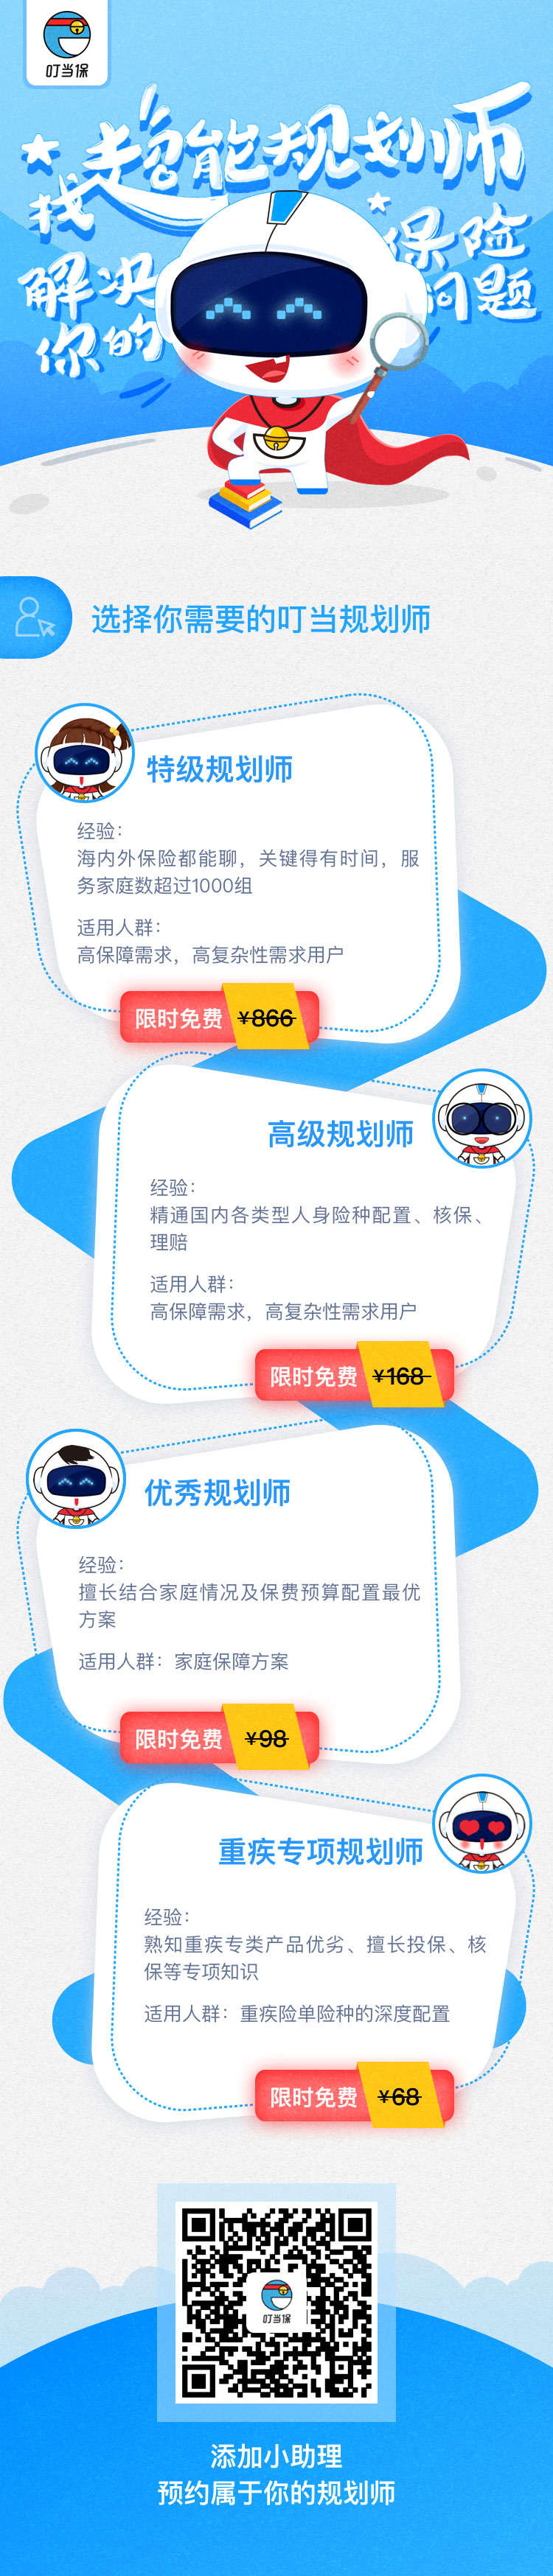 叮当保
找超能规划师
解决
你的
保险
问题
选择你需要的叮当规划师
特级规划师
经验：
海内外保险都能聊，关键得有时间，服
务家庭数超过1000组
适用人群：
高保障需求，高复杂性需求用户
限时免费 ¥866
高级规划师
经验：
精通国内各类型人身险种配置、核保、
理赔
适用人群：
高保障需求，高复杂性需求用户
限时免费 ¥168
优秀规划师
经验：
擅长结合家庭情况及保费预算配置最优
方案
适用人群：家庭保障方案
限时免费 ¥98
重疾专项规划师
经验：
熟知重疾专类产品优劣、擅长投保、核
保等专项知识
适用人群：重疾险单险种的深度配置
限时免费 ¥68
叮当保
添加小助理
预约属于你的规划师